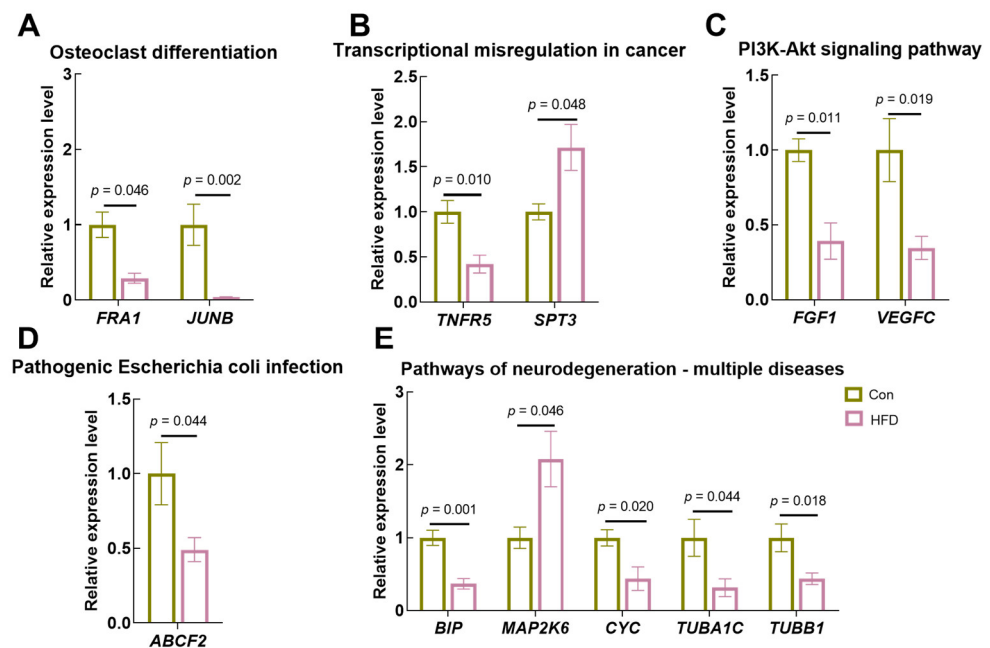 A
Osteoclast differentiation
Relative expression level
3
2
1
0
p = 0.046
p = 0.002
FRA1
JUNB
B
Transcriptional misregulation in cancer
Relative expression level
2.5
2.0
1.5
1.0
0.5
0.0
p = 0.010
p = 0.048
TNFR5
SPT3
C
PI3K-Akt signaling pathway
Relative expression level
1.5
1.0
0.5
0.0
p = 0.011
p = 0.019
FGF1
VEGFC
D
Pathogenic Escherichia coli infection
Relative expression level
1.5
1.0
0.5
0.0
p = 0.044
ABCF2
E
Pathways of neurodegeneration - multiple diseases
Relative expression level
3
2
1
0
p = 0.001
p = 0.046
p = 0.020
p = 0.044
p = 0.018
BIP
MAP2K6
CYC
TUBA1C
TUBB1
Con
HFD